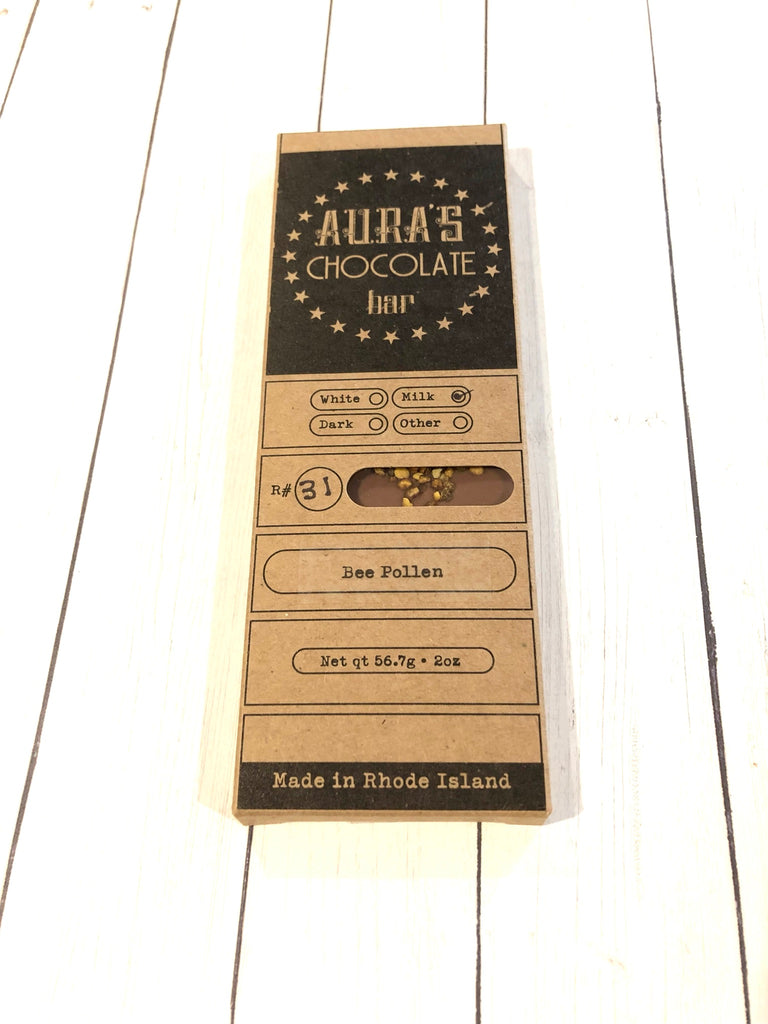 AURA'S
CHOCOLATE
bar
White Milk
Dark Other
R# 31
Bee Pollen
Net qt 56.7g • 2oz
Made in Rhode Island